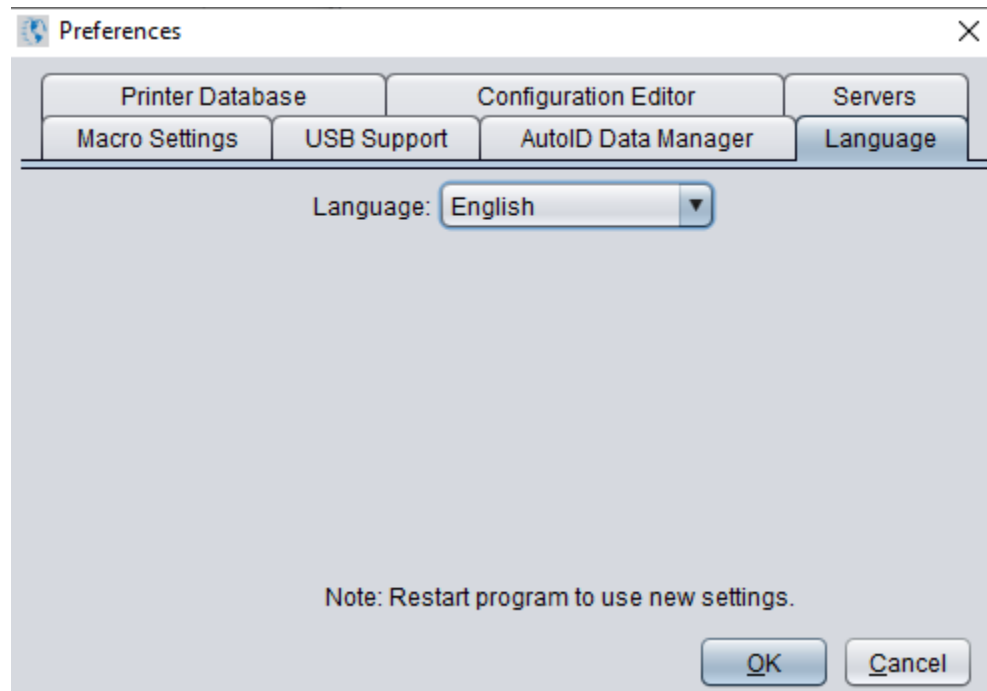 Preferences
Printer Database Configuration Editor Servers
Macro Settings USB Support AutoID Data Manager Language
Language: English
Note: Restart program to use new settings.
OK Cancel